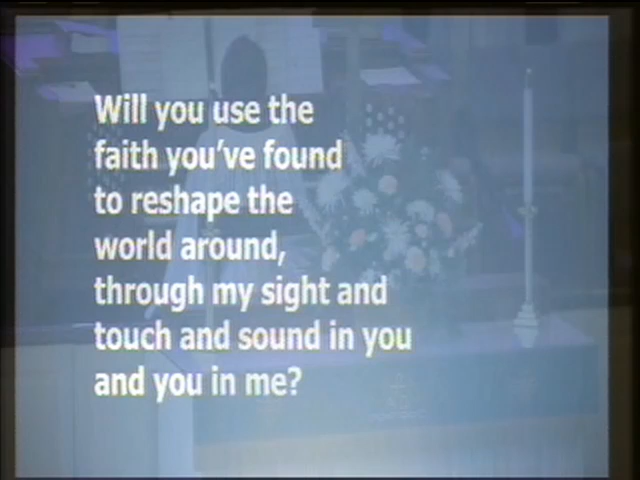 Will you use the
faith you've found
to reshape the
world around,
through my sight and
touch and sound in you
and you in me?